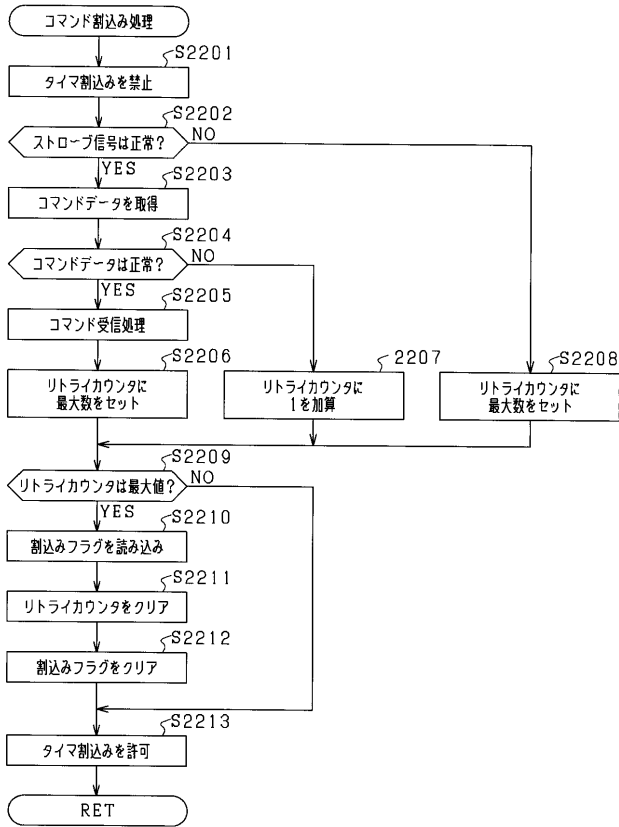 コマンド割込み処理
S2201
タイマ割込みを禁止
S2202
ストローブ信号は正常?
NO
YES
S2203
コマンドデータを取得
S2204
コマンドデータは正常?
NO
YES
S2205
コマンド受信処理
S2206
リトライカウンタに
最大数をセット
2207
リトライカウンタに
1を加算
S2208
リトライカウンタに
最大数をセット
S2209
リトライカウンタは最大値?
NO
YES
S2210
割込みフラグを読み込み
S2211
リトライカウンタをクリア
S2212
割込みフラグをクリア
S2213
タイマ割込みを許可
RET